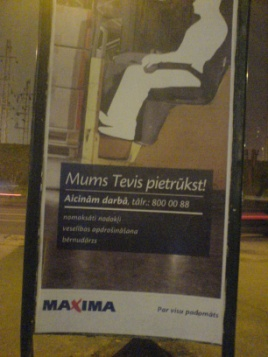 Mums Tevis pietrūkst!
Aicinām darbā, tālr.: 800 00 88
nomaksāti nodokļi
veselības apdrošināšana
bērnudārzs
MAXIMA
Par visu padomāts